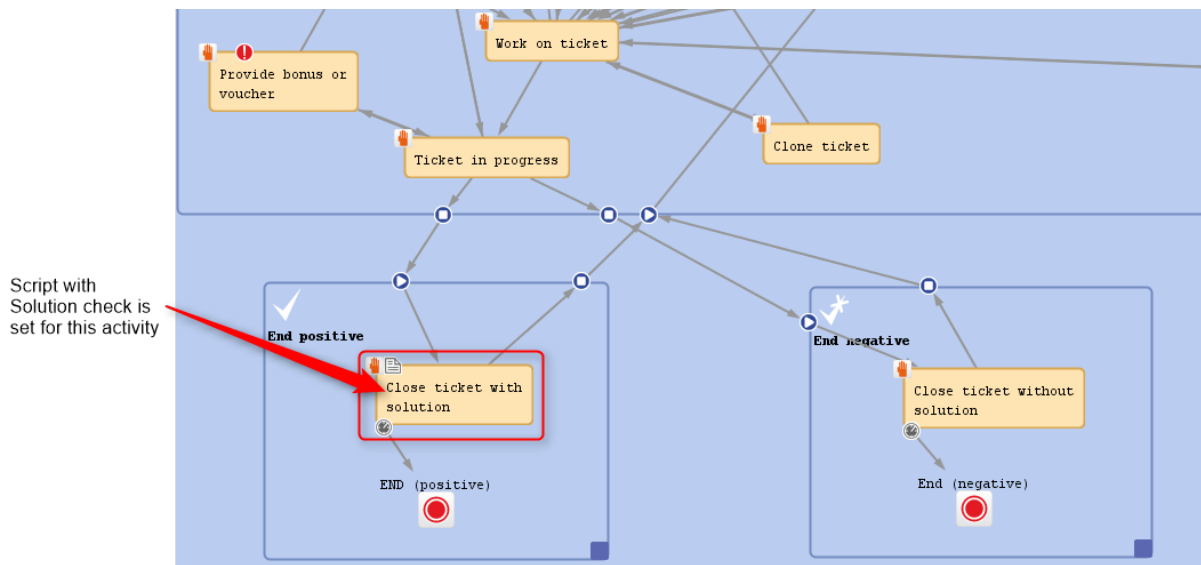 Work on ticket
Provide bonus or
voucher
Clone ticket
Ticket in progress
Script with
Solution check is
set for this activity
End positive
End negative
Close ticket with
solution
Close ticket without
solution
END (positive)
End (negative)